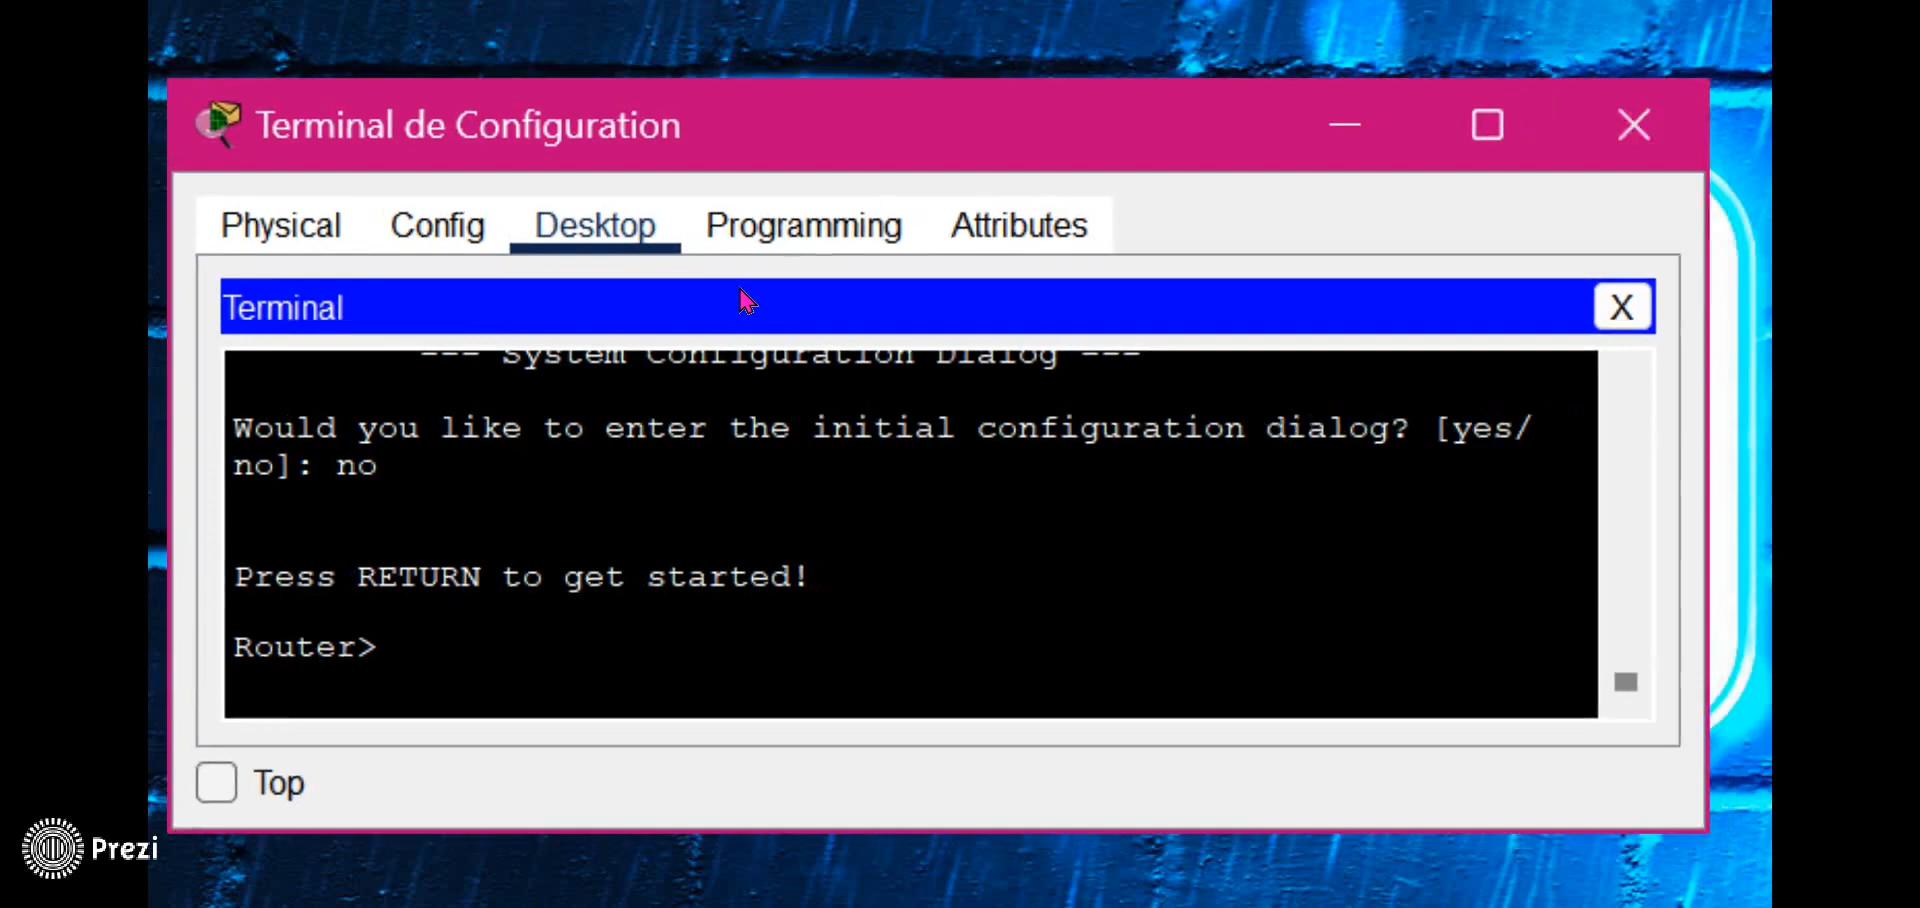 Terminal de Configuration
Physical Config Desktop Programming Attributes
Terminal X
--- System Configuration Dialog ---
Would you like to enter the initial configuration dialog? [yes/
no]: no
Press RETURN to get started!
Router>
Top
Prezi